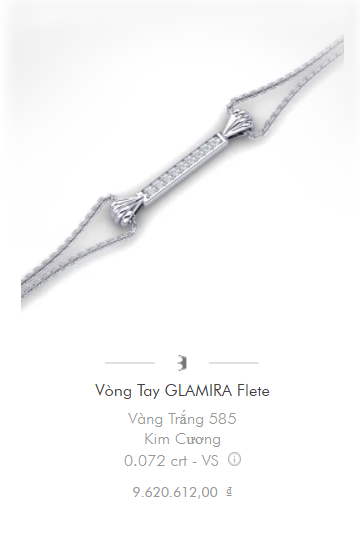 Vòng Tay GLAMIRA Flete
Vàng Trắng 585
Kim Cương
0.072 crt - VS
9.620.612,00 ₫